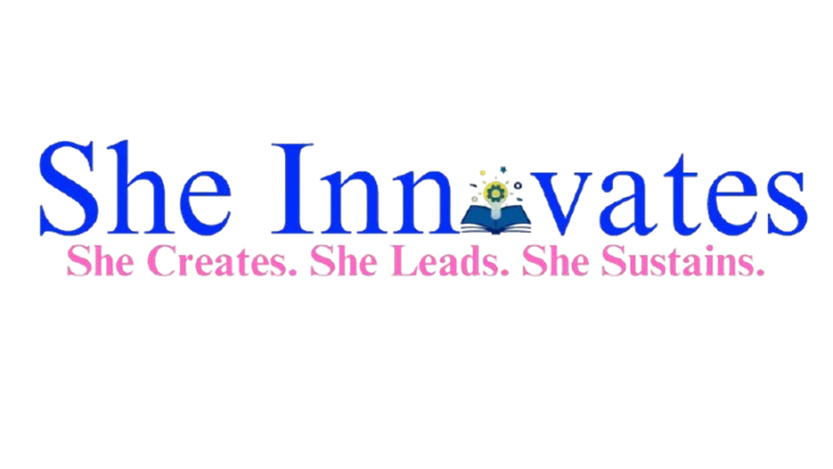 She Innovates
She Creates. She Leads. She Sustains.